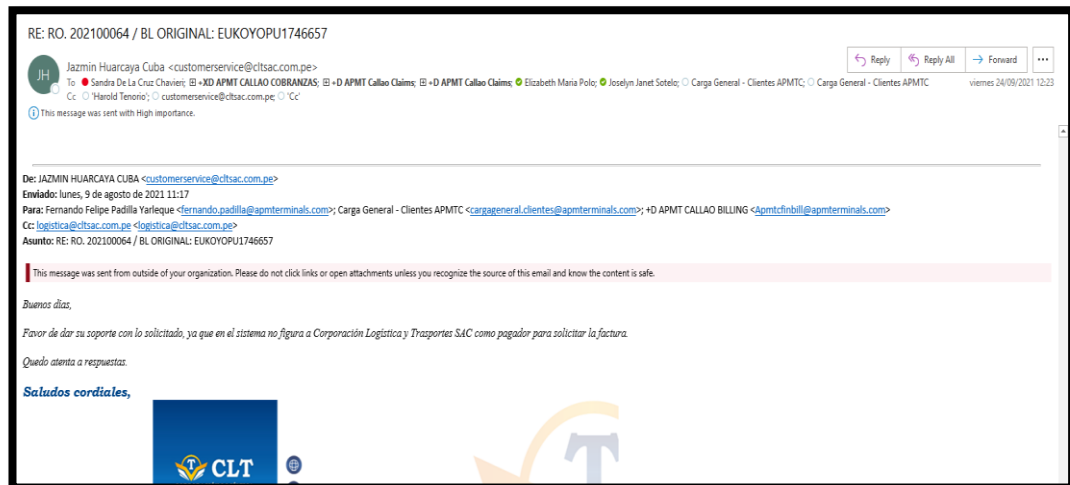 RE: RO. 202100064 / BL ORIGINAL: EUKOYOPU1746657
JH
Jazmin Huarcaya Cuba <customerservice@cltsac.com.pe>
Reply
Reply All
Forward
To Sandra De La Cruz Chavieri; +XD APMT CALLAO COBRANZAS; +D APMT Callao Claims; +D APMT Callao Claims; Elizabeth Maria Polo; Joselyn Janet Sotelo; Carga General - Clientes APMTC; Carga General - Clientes APMTC
viernes 24/09/2021 12:23
Cc 'Harold Tenorio'; customerservice@cltsac.com.pe; 'Cc'
This message was sent with High importance.
De: JAZMIN HUARCAYA CUBA <customerservice@cltsac.com.pe>
Enviado: lunes, 9 de agosto de 2021 11:17
Para: Fernando Felipe Padilla Yarleque <fernando.padilla@apmterminals.com>; Carga General - Clientes APMTC <cargageneral.clientes@apmterminals.com>; +D APMT CALLAO BILLING <Apmtcfinbill@apmterminals.com>
Cc: logistica@cltsac.com.pe <logistica@cltsac.com.pe>
Asunto: RE: RO. 202100064 / BL ORIGINAL: EUKOYOPU1746657
This message was sent from outside of your organization. Please do not click links or open attachments unless you recognize the source of this email and know the content is safe.
Buenos días,
Favor de dar su soporte con lo solicitado, ya que en el sistema no figura a Corporación Logística y Trasportes SAC como pagador para solicitar la factura.
Quedo atenta a respuestas.
Saludos cordiales,
CLT